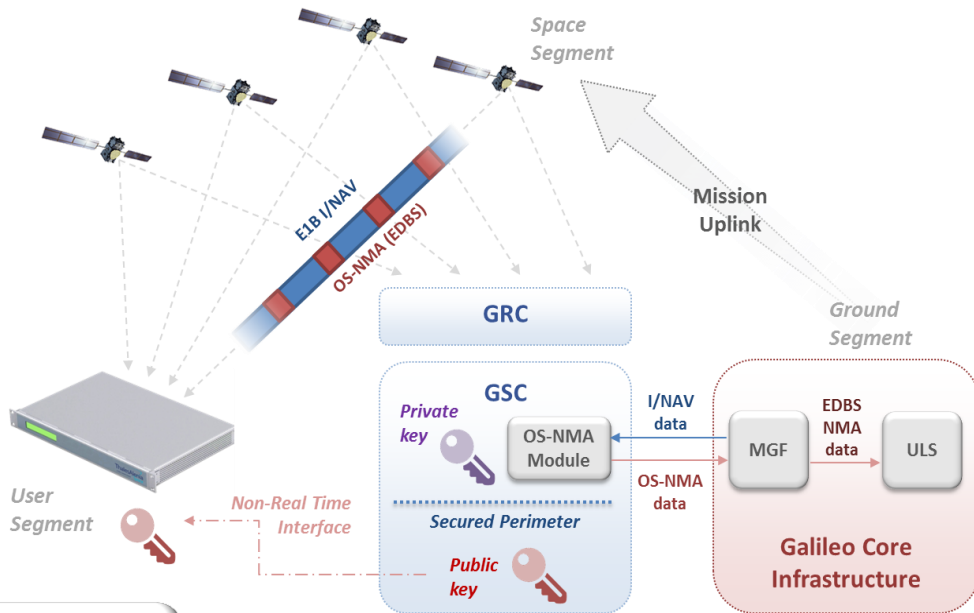 Space
Segment
E1B I/NAV
OS-NMA (EDBS)
Mission
Uplink
GRC
Ground
Segment
GSC
Private
key
OS-NMA
Module
I/NAV
data
OS-NMA
data
MGF
EDBS
NMA
data
ULS
User
Segment
Non-Real Time
Interface
Secured Perimeter
Public
key
Galileo Core
Infrastructure